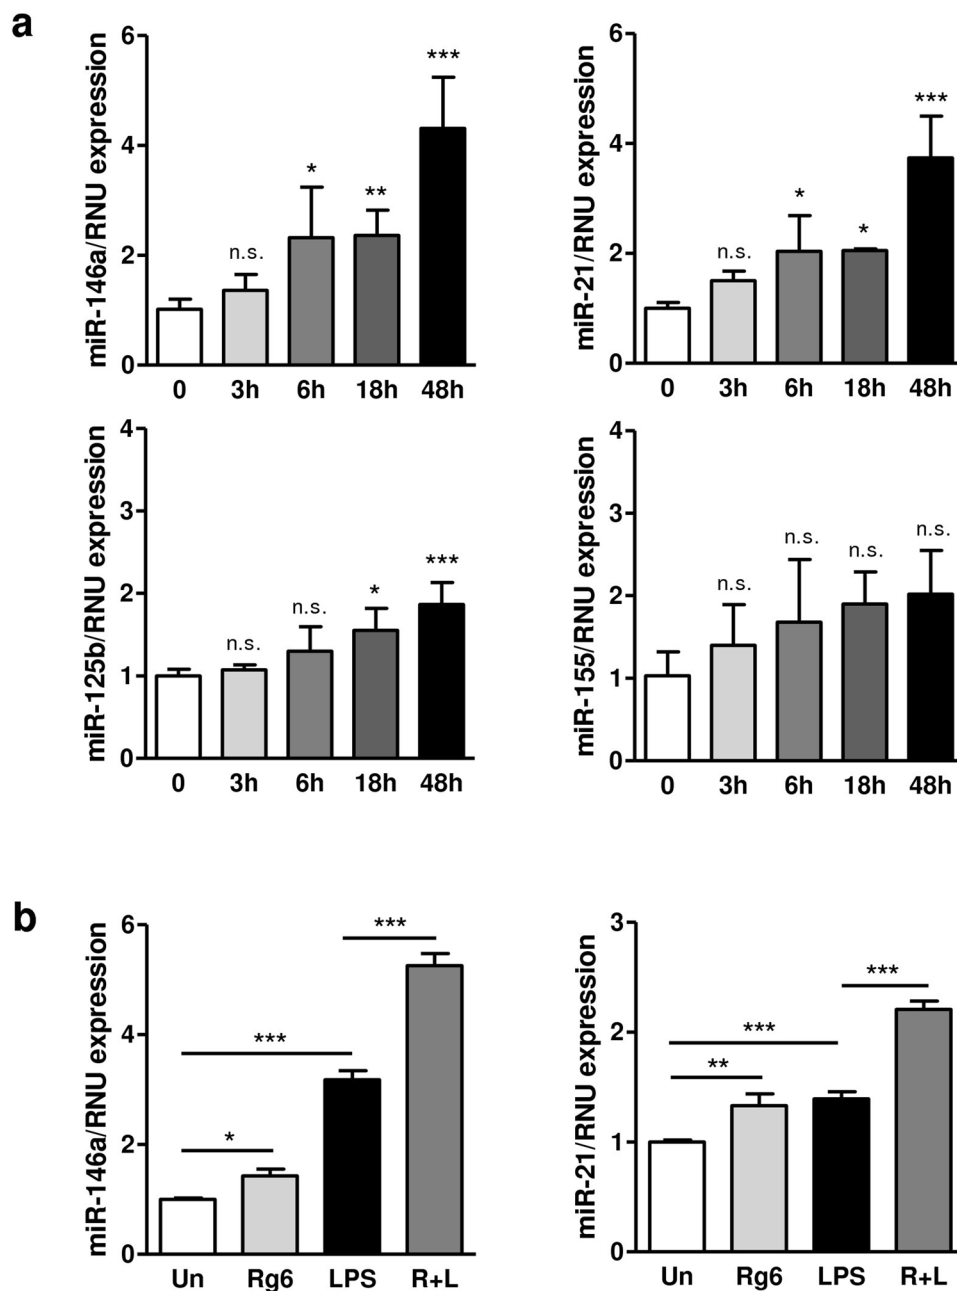 a
miR-146a/RNU expression
6
4
2
0
n.s.
*
**
***
0 3h 6h 18h 48h
miR-21/RNU expression
6
4
2
0
n.s.
*
*
***
0 3h 6h 18h 48h
miR-125b/RNU expression
4
3
2
1
0
n.s.
n.s.
*
***
0 3h 6h 18h 48h
miR-155/RNU expression
4
3
2
1
0
n.s.
n.s.
n.s.
n.s.
0 3h 6h 18h 48h
b
miR-146a/RNU expression
6
4
2
0
*
***
***
Un Rg6 LPS R+L
miR-21/RNU expression
3
2
1
0
**
***
***
Un Rg6 LPS R+L